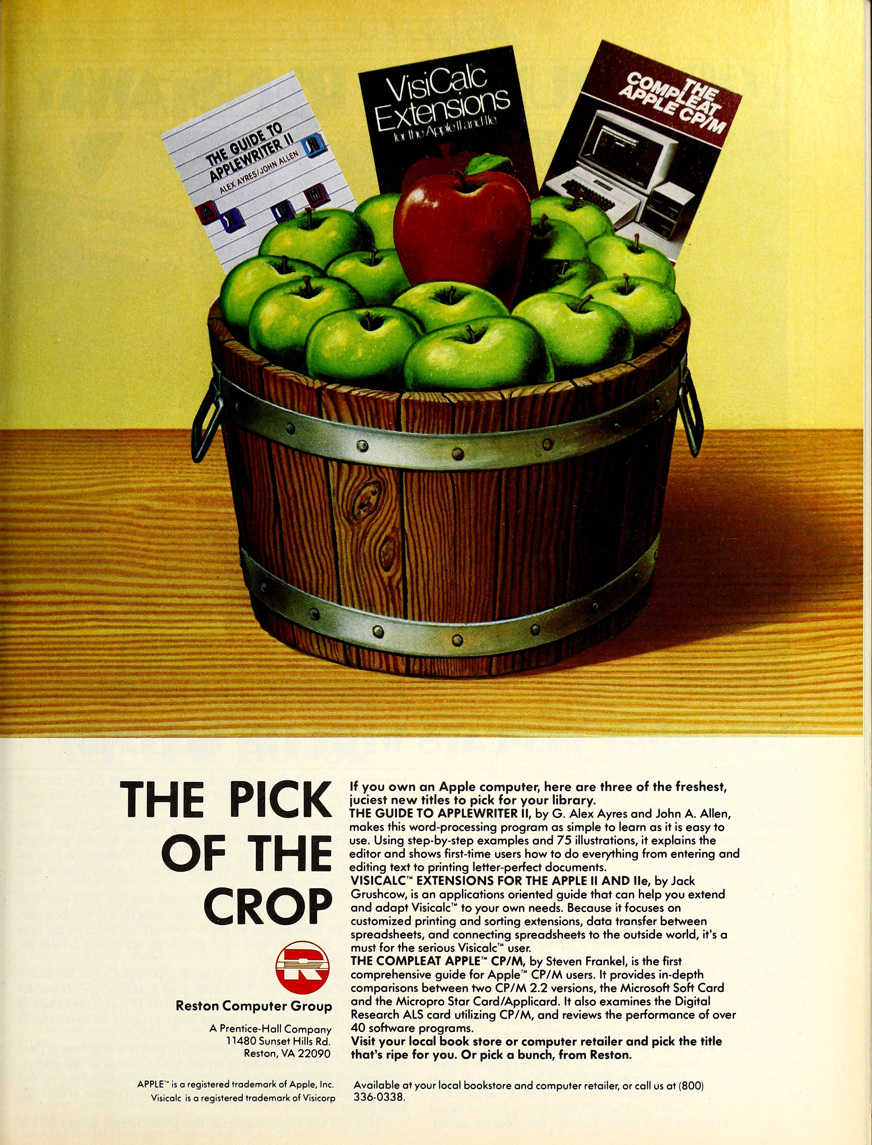 THE GUIDE TO
APPLEWRITER II
ALEX AYRES/JOHN ALLEN
VisiCalc
Extensions
for the Apple II and IIe
THE
COMPLEAT
APPLE CP/M
THE PICK
OF THE
CROP
R
Reston Computer Group
A Prentice-Hall Company
11480 Sunset Hills Rd.
Reston, VA 22090
APPLE™ is a registered trademark of Apple, Inc.
Visicalc is a registered trademark of Visicorp
If you own an Apple computer, here are three of the freshest,
juciest new titles to pick for your library.
THE GUIDE TO APPLEWRITER II, by G. Alex Ayres and John A. Allen,
makes this word-processing program as simple to learn as it is easy to
use. Using step-by-step examples and 75 illustrations, it explains the
editor and shows first-time users how to do everything from entering and
editing text to printing letter-perfect documents.
VISICALC™ EXTENSIONS FOR THE APPLE II AND IIe, by Jack
Grushcow, is an applications oriented guide that can help you extend
and adapt Visicalc™ to your own needs. Because it focuses on
customized printing and sorting extensions, data transfer between
spreadsheets, and connecting spreadsheets to the outside world, it's a
must for the serious Visicalc™ user.
THE COMPLEAT APPLE™ CP/M, by Steven Frankel, is the first
comprehensive guide for Apple™ CP/M users. It provides in-depth
comparisons between two CP/M 2.2 versions, the Microsoft Soft Card
and the Micropro Star Card/Applicard. It also examines the Digital
Research ALS card utilizing CP/M, and reviews the performance of over
40 software programs.
Visit your local book store or computer retailer and pick the title
that's ripe for you. Or pick a bunch, from Reston.
Available at your local bookstore and computer retailer, or call us at (800)
336-0338.